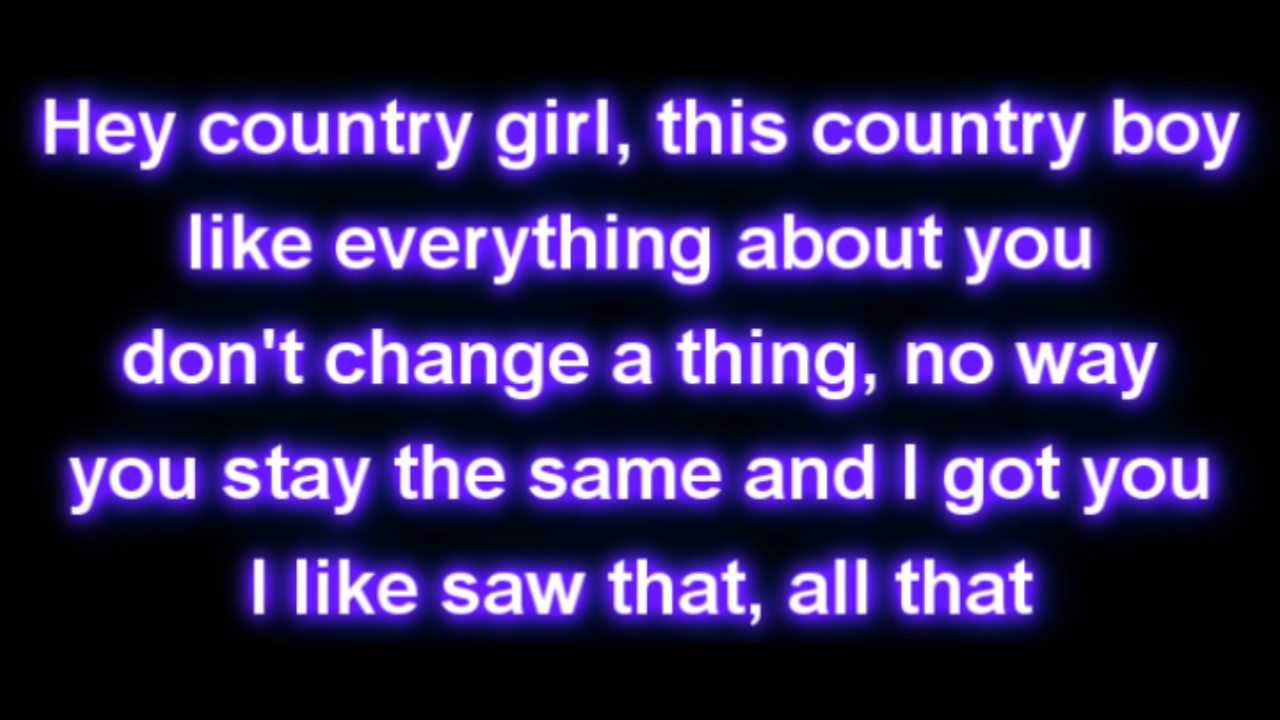 Hey country girl, this country boy
like everything about you
don't change a thing, no way
you stay the same and I got you
I like saw that, all that